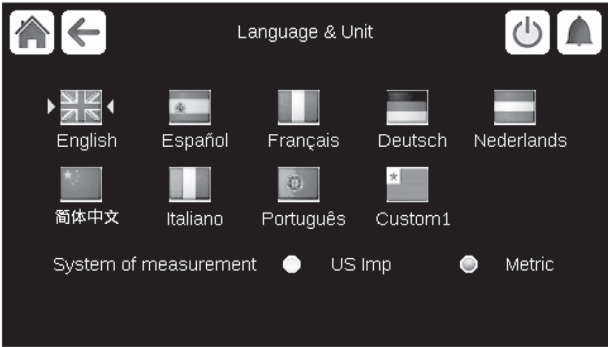 Language & Unit
English Español Français Deutsch Nederlands
简体中文 Italiano Português Custom1
System of measurement US Imp Metric